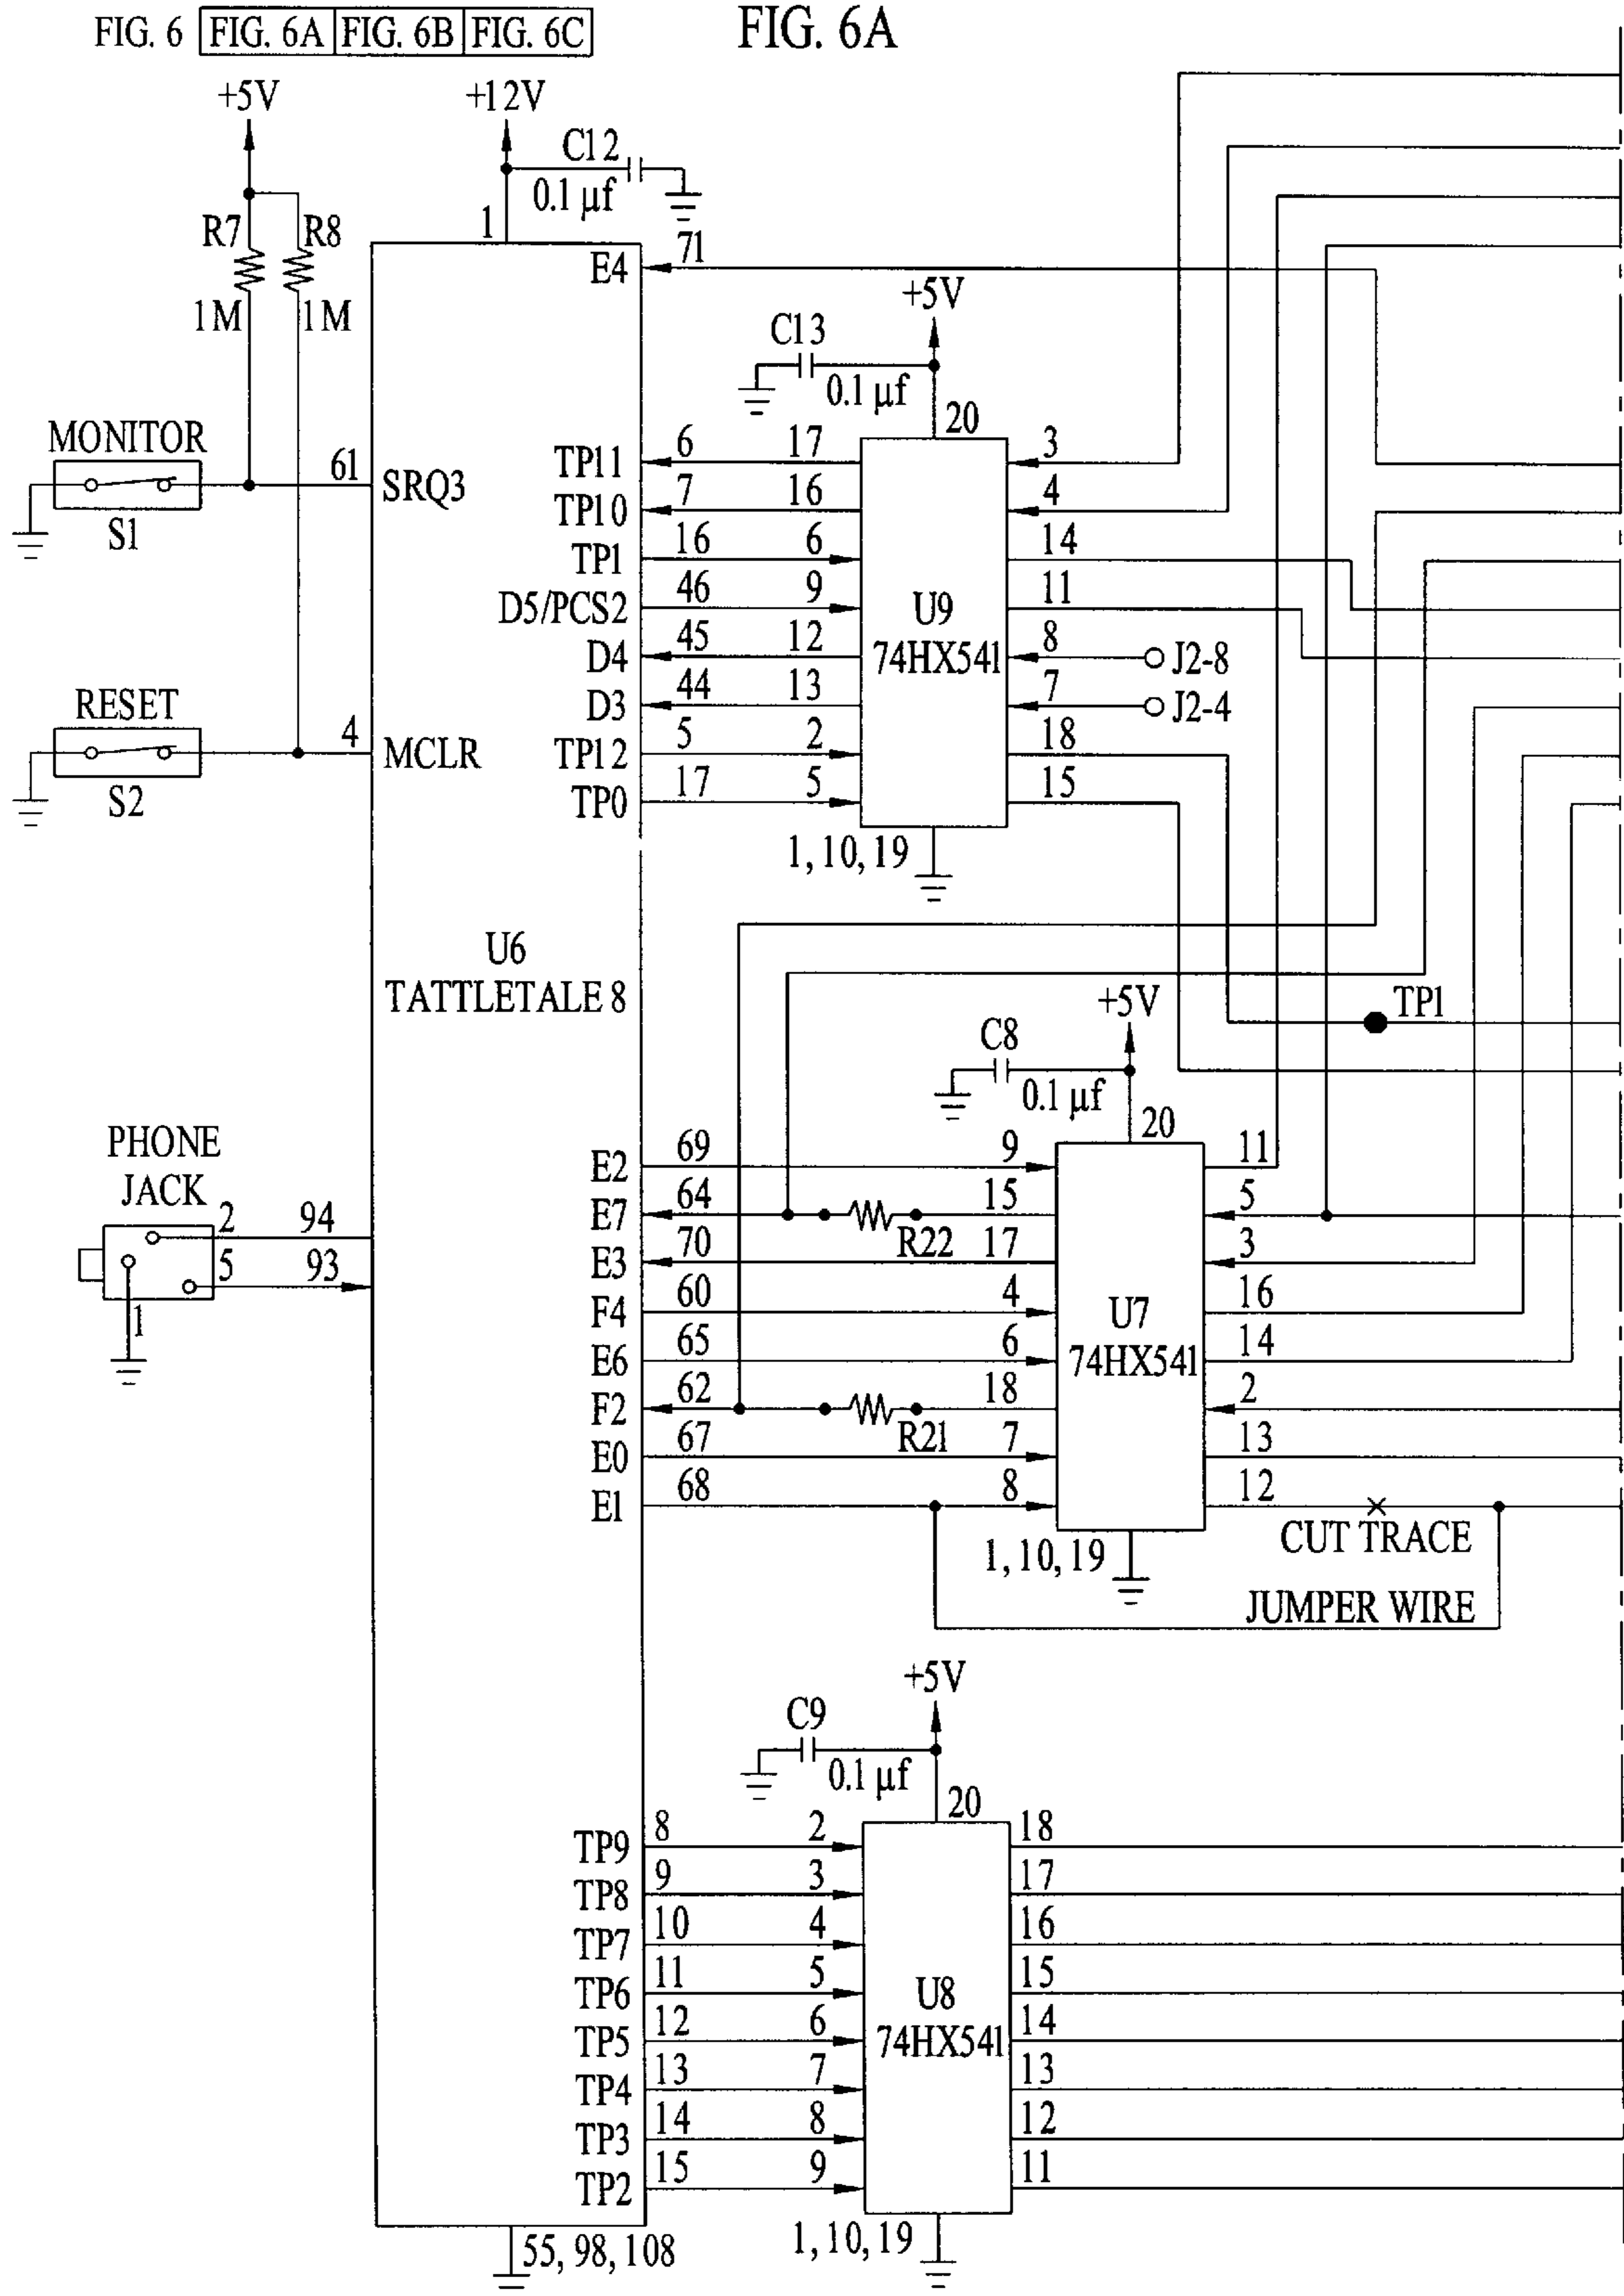 FIG. 6 FIG. 6A FIG. 6B FIG. 6C
FIG. 6A
+5V
+12V
C12
0.1 µf
1
R7
R8
1M
1M
E4 71
+5V
C13
0.1 µf
20
MONITOR
S1
61 SRQ3
TP11 6 17 3
TP10 7 16 4
TP1 16 6 14
D5/PCS2 46 9 11
D4 45 12 8 J2-8
D3 44 13 7 J2-4
TP12 5 2 18
TP0 17 5 15
U9
74HX541
1, 10, 19
RESET
S2
4 MCLR
U6
TATTLETALE 8
TP1
+5V
C8
0.1 µf
20
PHONE
JACK
2 94
5 93
1
E2 69 9 11
E7 64 15 5
R22
E3 70 17 3
F4 60 4 16
E6 65 6 14
F2 62 18 2
R21
E0 67 7 13
E1 68 8 12
U7
74HX541
CUT TRACE
1, 10, 19
JUMPER WIRE
+5V
C9
0.1 µf
20
TP9 8 2 18
TP8 9 3 17
TP7 10 4 16
TP6 11 5 15
TP5 12 6 14
TP4 13 7 13
TP3 14 8 12
TP2 15 9 11
U8
74HX541
55, 98, 108
1, 10, 19